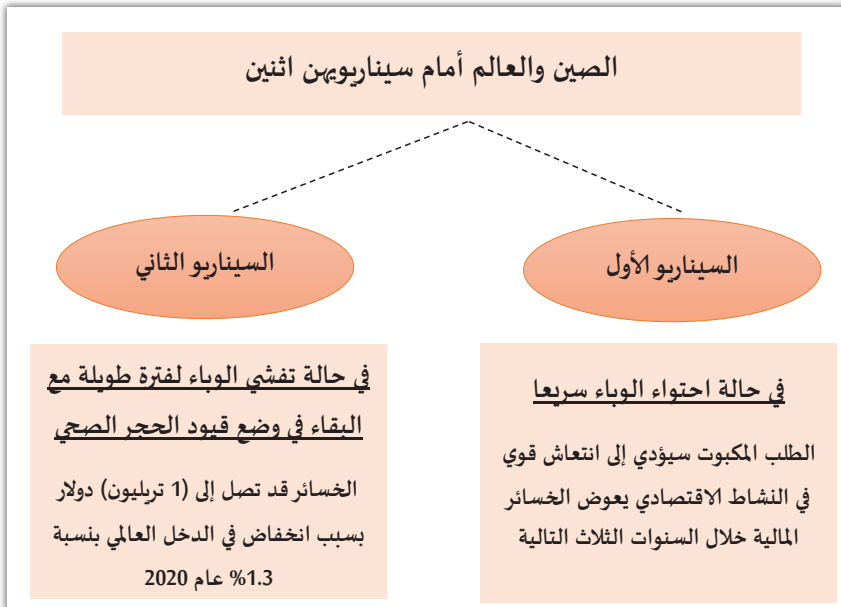 الصين والعالم أمام سيناريويهن اثنين
السيناريو الأول
في حالة احتواء الوباء سريعا
الطلب المكبوت سيؤدي إلى انتعاش قوي
في النشاط الاقتصادي يعوض الخسائر
المالية خلال السنوات الثلاث التالية
السيناريو الثاني
في حالة تفشي الوباء لفترة طويلة مع
البقاء في وضع قيود الحجر الصحي
الخسائر قد تصل إلى (1 تريليون) دولار
بسبب انخفاض في الدخل العالمي بنسبة
1.3% عام 2020